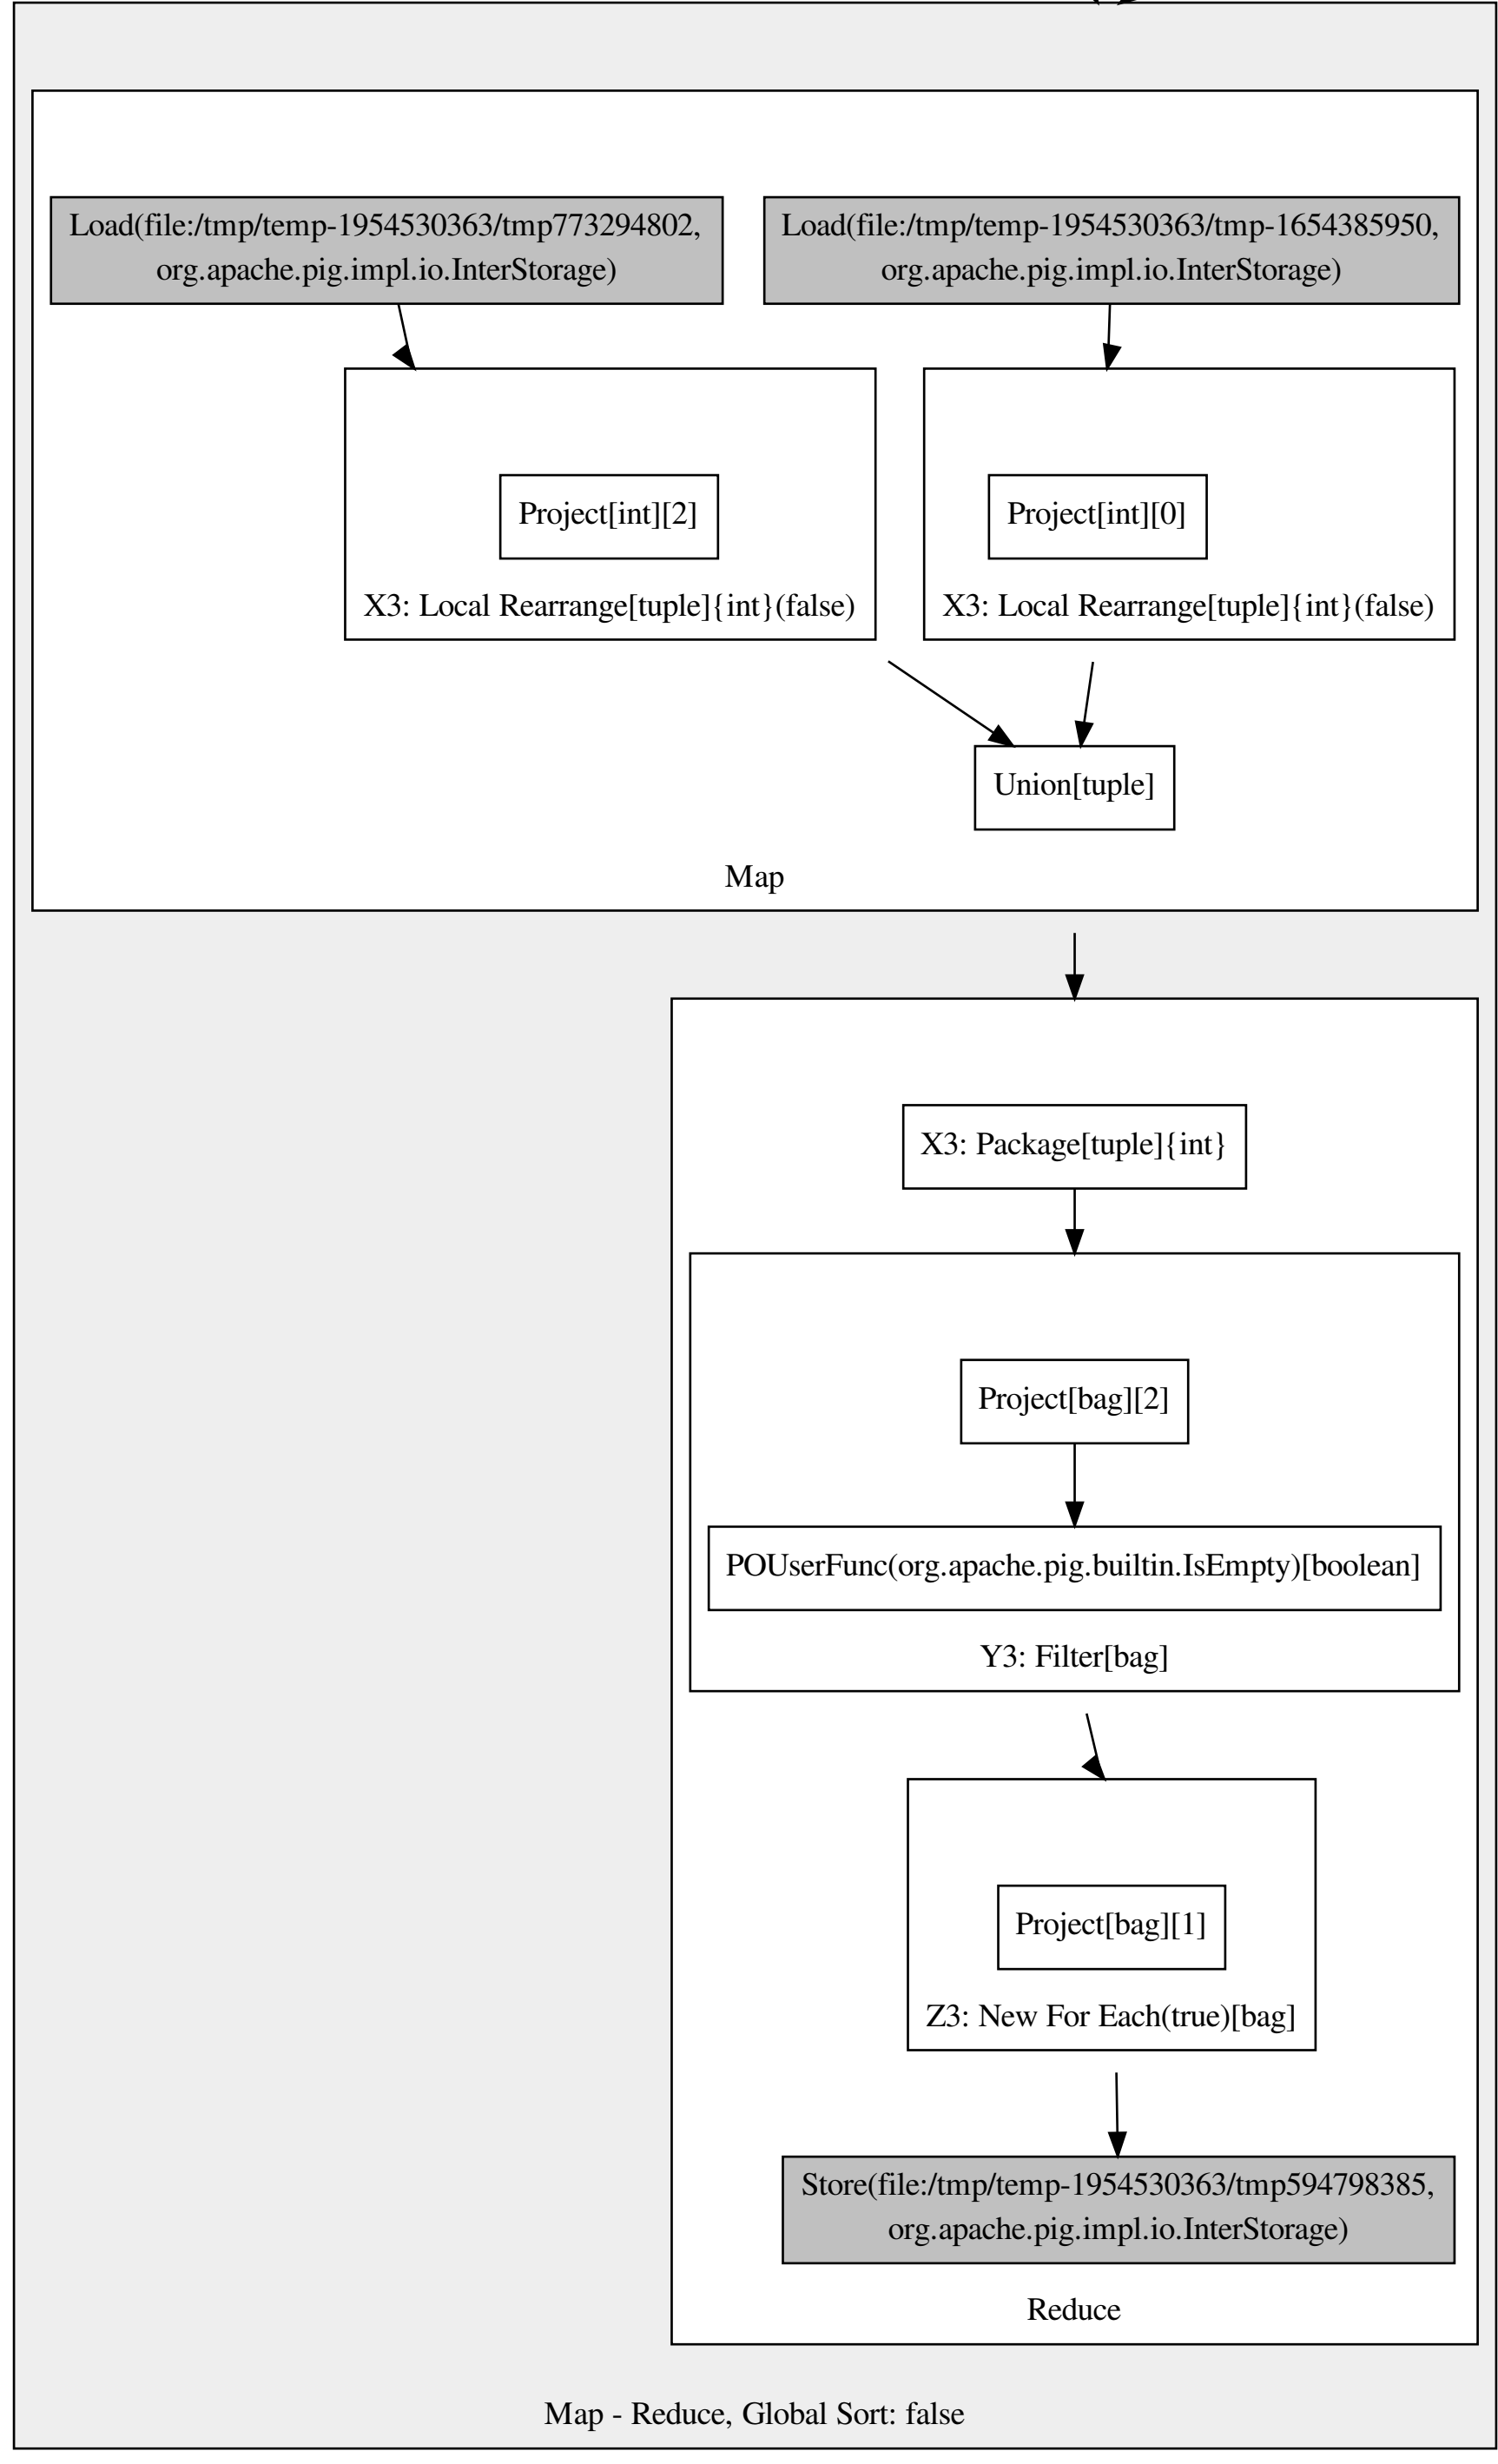 Load(file:/tmp/temp-1954530363/tmp773294802,
org.apache.pig.impl.io.InterStorage)
Load(file:/tmp/temp-1954530363/tmp-1654385950,
org.apache.pig.impl.io.InterStorage)
Project[int][2]
X3: Local Rearrange[tuple]{int}(false)
Project[int][0]
X3: Local Rearrange[tuple]{int}(false)
Union[tuple]
Map
X3: Package[tuple]{int}
Project[bag][2]
POUserFunc(org.apache.pig.builtin.IsEmpty)[boolean]
Y3: Filter[bag]
Project[bag][1]
Z3: New For Each(true)[bag]
Store(file:/tmp/temp-1954530363/tmp594798385,
org.apache.pig.impl.io.InterStorage)
Reduce
Map - Reduce, Global Sort: false